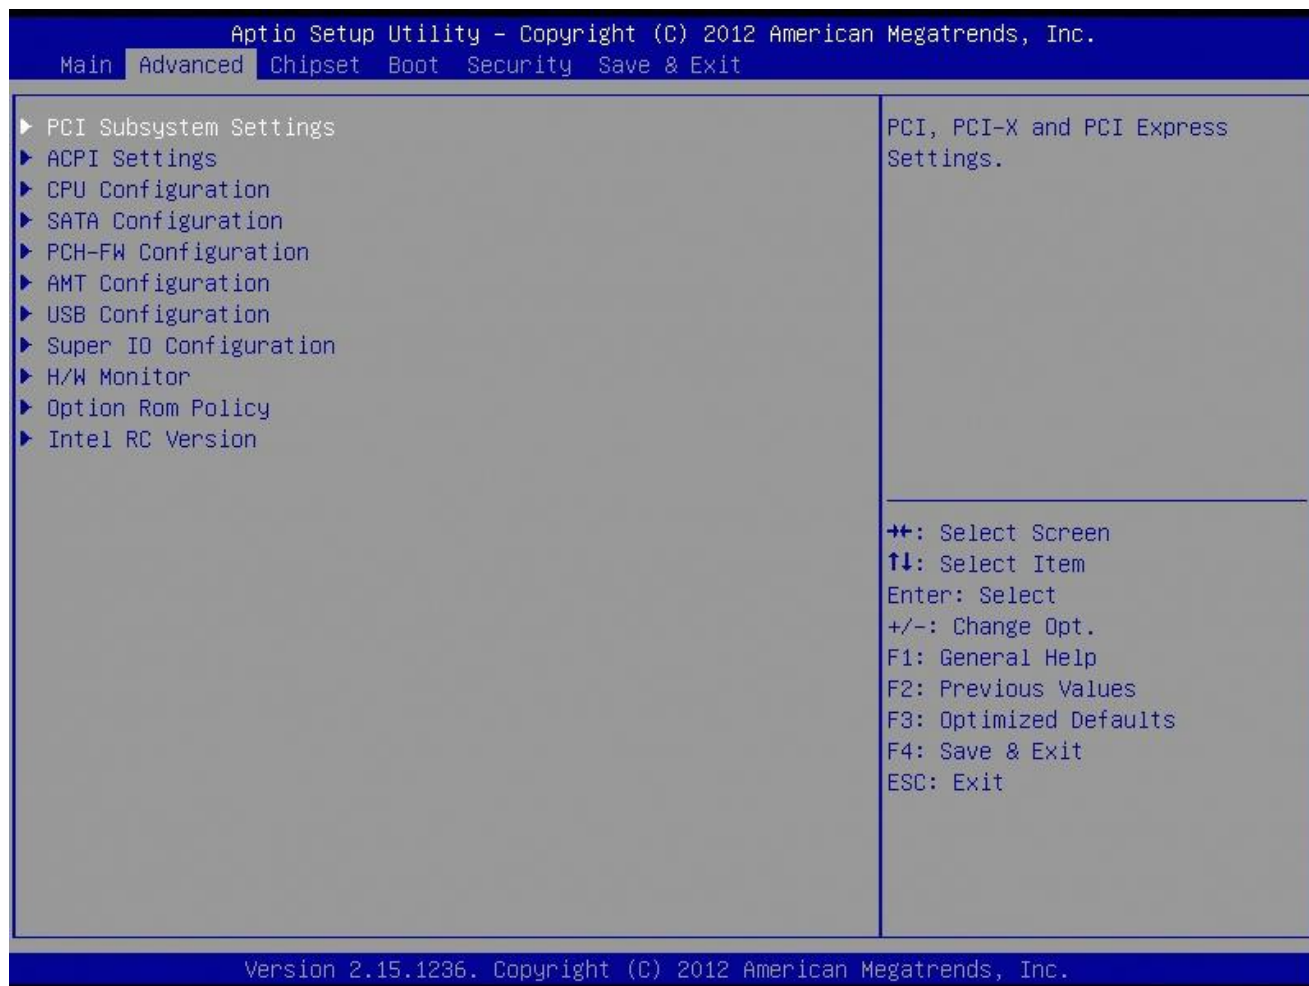 Aptio Setup Utility – Copyright (C) 2012 American Megatrends, Inc.
Main Advanced Chipset Boot Security Save & Exit
PCI Subsystem Settings
ACPI Settings
CPU Configuration
SATA Configuration
PCH-FW Configuration
AMT Configuration
USB Configuration
Super IO Configuration
H/W Monitor
Option Rom Policy
Intel RC Version
PCI, PCI-X and PCI Express
Settings.
→←: Select Screen
↑↓: Select Item
Enter: Select
+/-: Change Opt.
F1: General Help
F2: Previous Values
F3: Optimized Defaults
F4: Save & Exit
ESC: Exit
Version 2.15.1236. Copyright (C) 2012 American Megatrends, Inc.